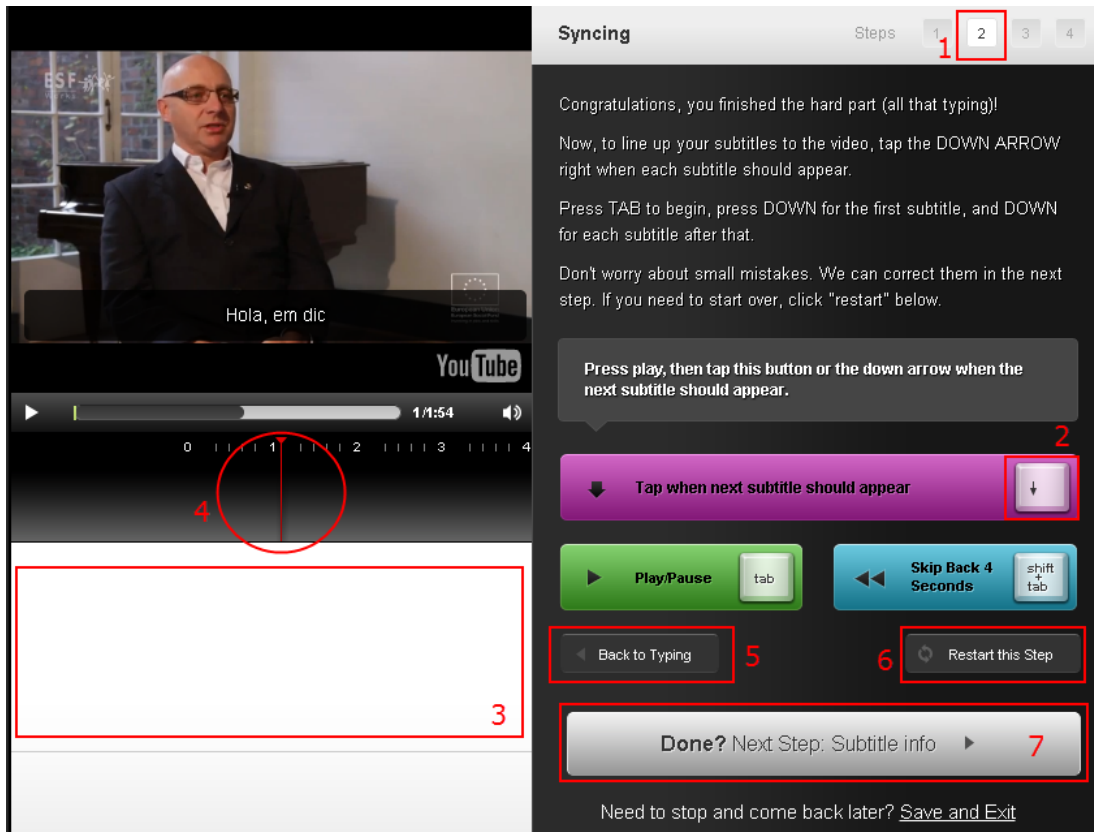 ESF
works
Hola, em dic
YouTube
1/1:54
0 1 2 3 4
4
3
Syncing
Steps 1 2 3 4
1
Congratulations, you finished the hard part (all that typing)!
Now, to line up your subtitles to the video, tap the DOWN ARROW
right when each subtitle should appear.
Press TAB to begin, press DOWN for the first subtitle, and DOWN
for each subtitle after that.
Don't worry about small mistakes. We can correct them in the next
step. If you need to start over, click "restart" below.
Press play, then tap this button or the down arrow when the
next subtitle should appear.
2
Tap when next subtitle should appear
Play/Pause tab
Skip Back 4
Seconds
shift
+
tab
Back to Typing 5
6 Restart this Step
Done? Next Step: Subtitle info 7
Need to stop and come back later? Save and Exit